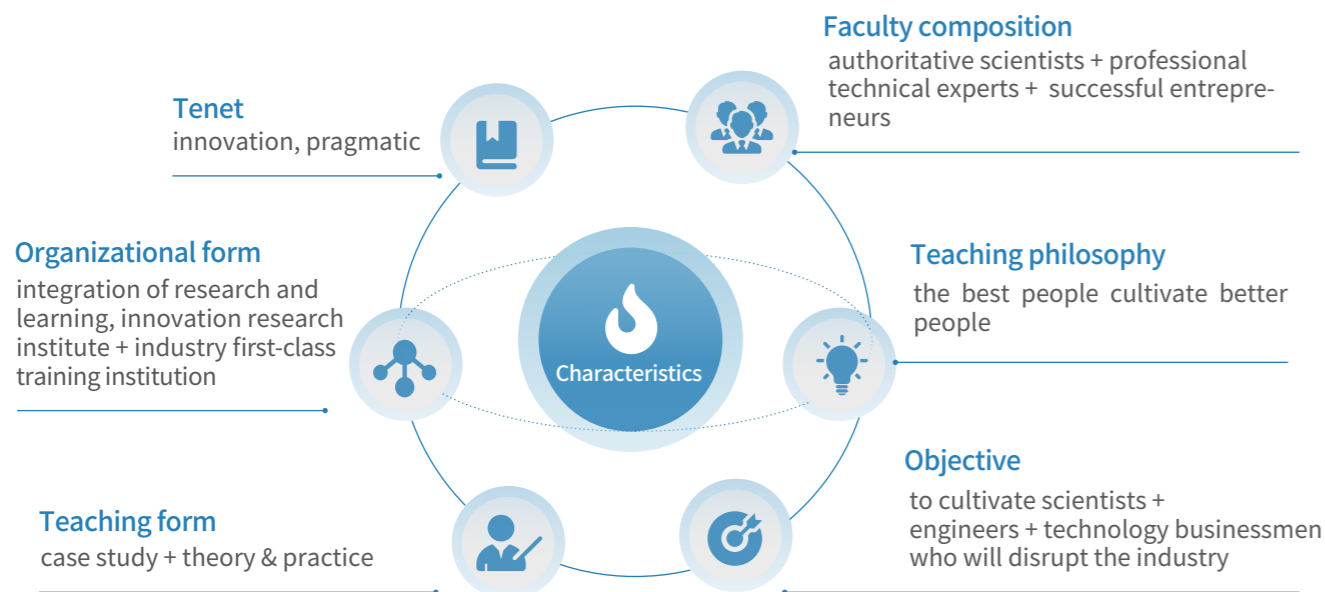 Faculty composition
authoritative scientists + professional
technical experts + successful entrepre-
neurs
Tenet
innovation, pragmatic
Organizational form
integration of research and
learning, innovation research
institute + industry first-class
training institution
Teaching philosophy
the best people cultivate better
people
Characteristics
Objective
to cultivate scientists +
engineers + technology businessmen
who will disrupt the industry
Teaching form
case study + theory & practice